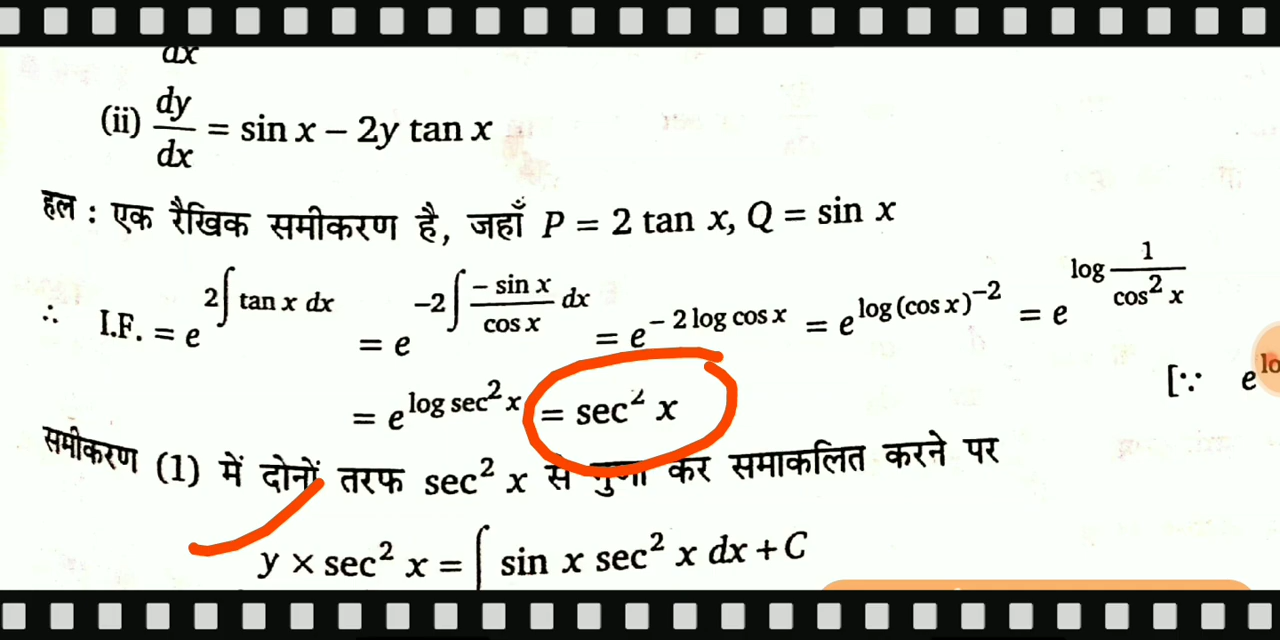 dx
(ii) dy/dx = sin x – 2y tan x
हल : एक रैखिक समीकरण है, जहाँ P = 2 tan x, Q = sin x
∴ I.F. = e^{2∫ tan x dx} = e^{-2∫ (– sin x)/(cos x) dx} = e^{– 2 log cos x} = e^{log (cos x)^{–2}} = e^{log 1/(cos² x)}
= e^{log sec² x} = sec² x [∵ e^{lo
समीकरण (1) में दोनों तरफ sec² x से गुणा कर समाकलित करने पर
y × sec² x = ∫ sin x sec² x dx + C